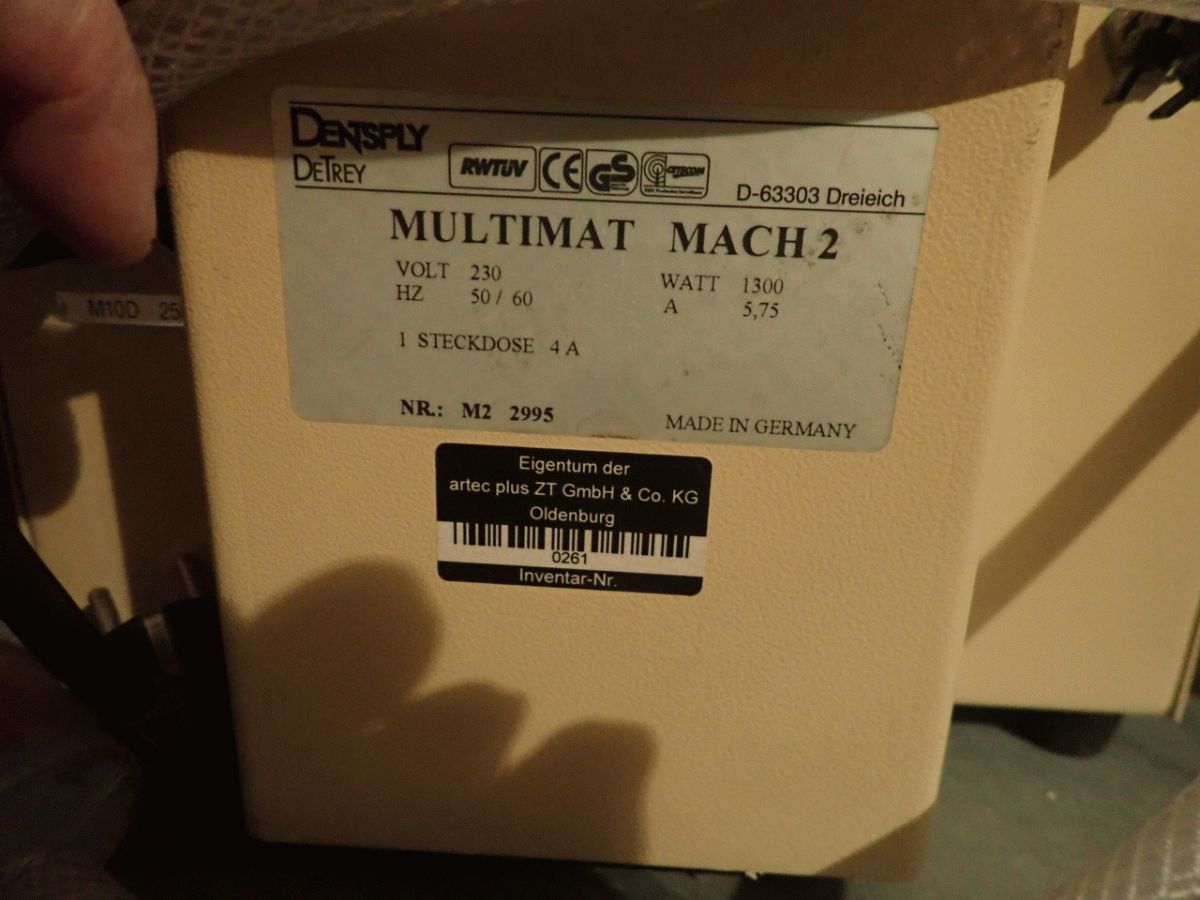 DENTSPLY
DETREY
RWTÜV CE GS CETECOM
D-63303 Dreieich
MULTIMAT MACH 2
VOLT 230 WATT 1300
HZ 50 / 60 A 5,75
1 STECKDOSE 4 A
NR.: M2 2995 MADE IN GERMANY
M10D 25
Eigentum der
artec plus ZT GmbH & Co. KG
Oldenburg
0261
Inventar-Nr.